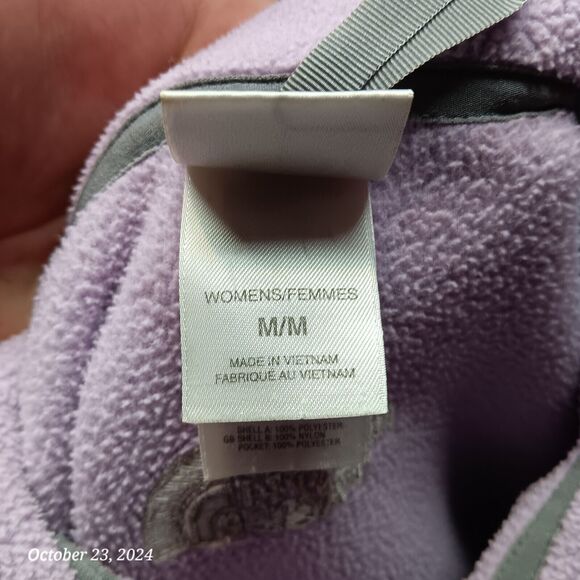 WOMENS/FEMMES
M/M
MADE IN VIETNAM
FABRIQUÉ AU VIETNAM
SHELL A: 100% POLYESTER
GB SHELL B: 100% NYLON
POCKET: 100% POLYESTER
October 23, 2024